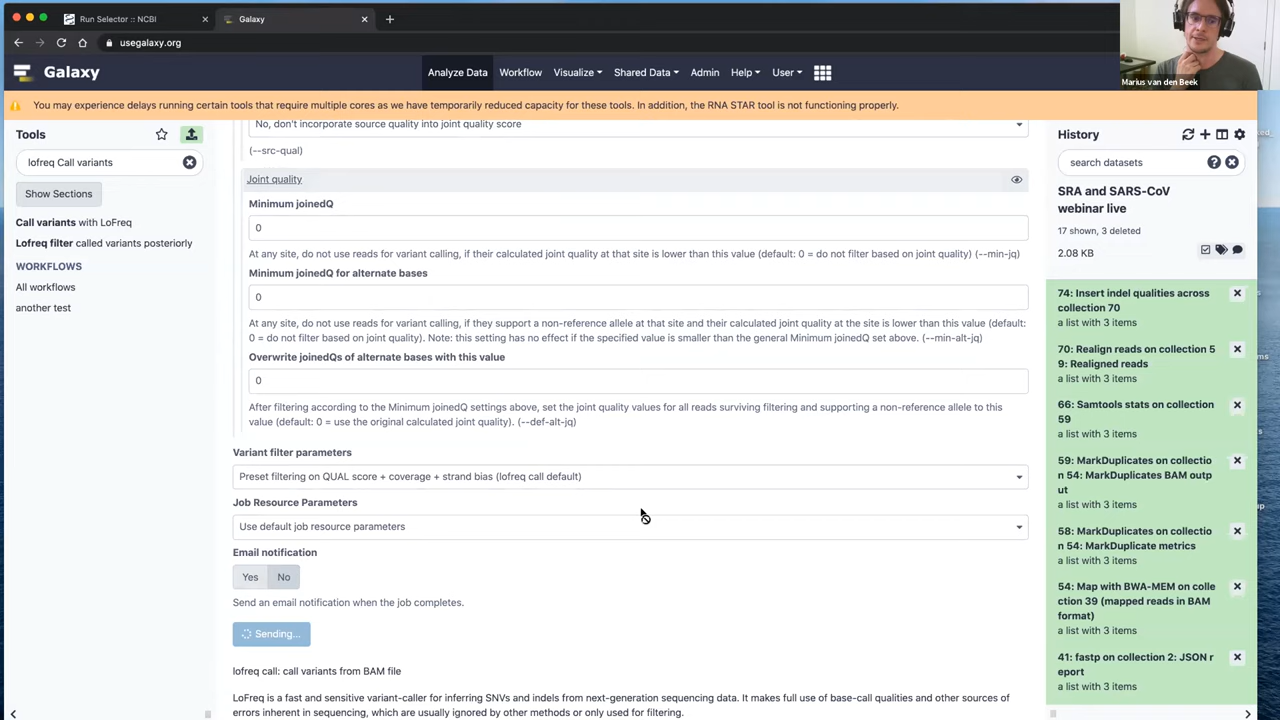 Run Selector :: NCBI
Galaxy
usegalaxy.org
Marius van den Beek
Galaxy
Analyze Data
Workflow
Visualize
Shared Data
Admin
Help
User
You may experience delays running certain tools that require multiple cores as we have temporarily reduced capacity for these tools. In addition, the RNA STAR tool is not functioning properly.
Tools
lofreq Call variants
Show Sections
Call variants with LoFreq
Lofreq filter called variants posteriorly
WORKFLOWS
All workflows
another test
No, don't incorporate source quality into joint quality score
(--src-qual)
Joint quality
Minimum joinedQ
0
At any site, do not use reads for variant calling, if their calculated joint quality at that site is lower than this value (default: 0 = do not filter based on joint quality) (--min-jq)
Minimum joinedQ for alternate bases
0
At any site, do not use reads for variant calling, if they support a non-reference allele at that site and their calculated joint quality at the site is lower than this value (default:
0 = do not filter based on joint quality). Note: this setting has no effect if the specified value is smaller than the general Minimum joinedQ set above. (--min-alt-jq)
Overwrite joinedQs of alternate bases with this value
0
After filtering according to the Minimum joinedQ settings above, set the joint quality values for all reads surviving filtering and supporting a non-reference allele to this
value (default: 0 = use the original calculated joint quality). (--def-alt-jq)
Variant filter parameters
Preset filtering on QUAL score + coverage + strand bias (lofreq call default)
Job Resource Parameters
Use default job resource parameters
Email notification
Yes
No
Send an email notification when the job completes.
Sending...
lofreq call: call variants from BAM file
LoFreq is a fast and sensitive variant-caller for inferring SNVs and indels from next-generation sequencing data. It makes full use of base-call qualities and other sources of
errors inherent in sequencing, which are usually ignored by other methods or only used for filtering.
History
search datasets
SRA and SARS-CoV
webinar live
17 shown, 3 deleted
2.08 KB
74: Insert indel qualities across
collection 70
a list with 3 items
70: Realign reads on collection 5
9: Realigned reads
a list with 3 items
66: Samtools stats on collection
59
a list with 3 items
59: MarkDuplicates on collectio
n 54: MarkDuplicates BAM outp
ut
a list with 3 items
58: MarkDuplicates on collectio
n 54: MarkDuplicate metrics
a list with 3 items
54: Map with BWA-MEM on colle
ction 39 (mapped reads in BAM
format)
a list with 3 items
41: fastp on collection 2: JSON r
eport
a list with 3 items